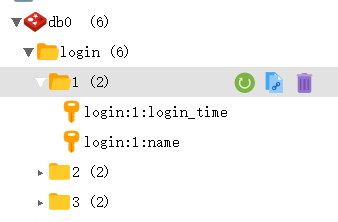 db0 (6)
login (6)
1 (2)
login:1:login_time
login:1:name
2 (2)
3 (2)